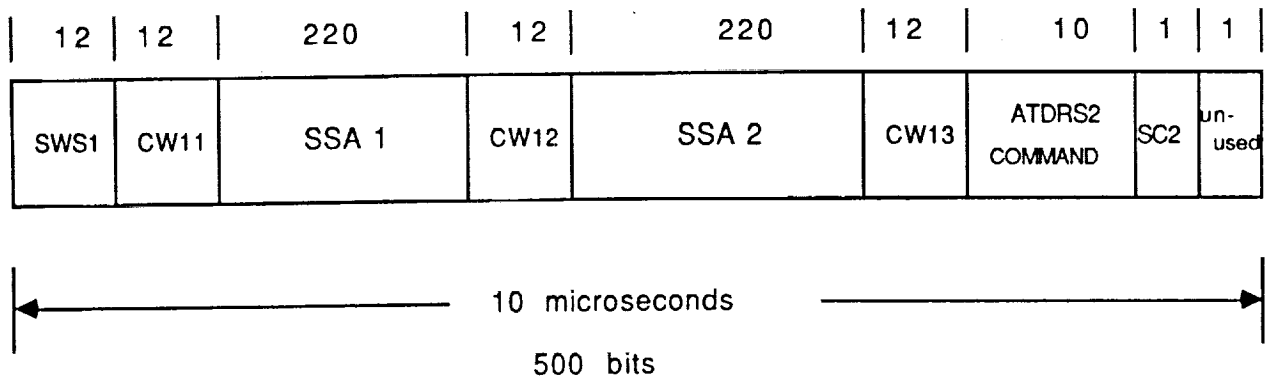 12 12 220 12 220 12 10 1 1
SWS1 CW11 SSA 1 CW12 SSA 2 CW13 ATDRS2 COMMAND SC2 un-used
10 microseconds
500 bits